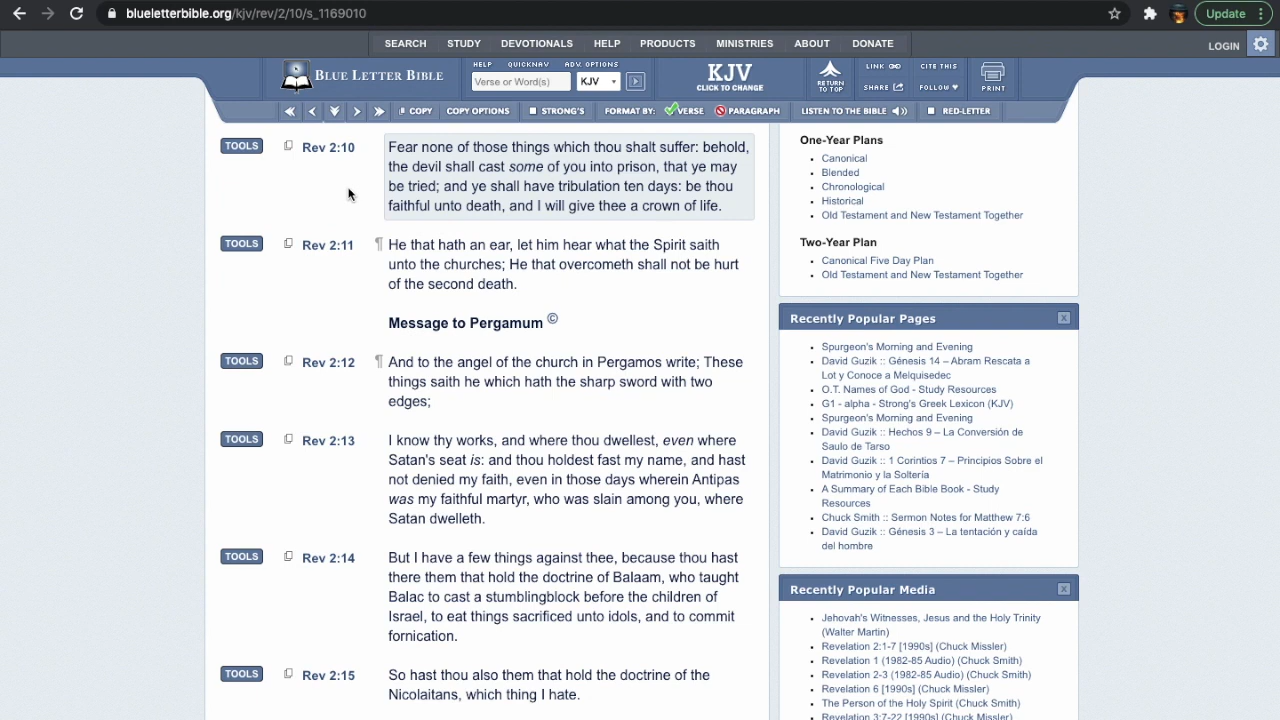 blueletterbible.org/kjv/rev/2/10/s_1169010
Update
SEARCH STUDY DEVOTIONALS HELP PRODUCTS MINISTRIES ABOUT DONATE
LOGIN
BLUE LETTER BIBLE
HELP QUICKNAV ADV. OPTIONS
Verse or Word(s) KJV
KJV
CLICK TO CHANGE
RETURN
TO TOP
LINK CITE THIS
SHARE FOLLOW
PRINT
COPY COPY OPTIONS STRONG'S FORMAT BY: VERSE PARAGRAPH LISTEN TO THE BIBLE RED-LETTER
TOOLS Rev 2:10
Fear none of those things which thou shalt suffer: behold,
the devil shall cast some of you into prison, that ye may
be tried; and ye shall have tribulation ten days: be thou
faithful unto death, and I will give thee a crown of life.
TOOLS Rev 2:11
¶ He that hath an ear, let him hear what the Spirit saith
unto the churches; He that overcometh shall not be hurt
of the second death.
Message to Pergamum ©
TOOLS Rev 2:12
¶ And to the angel of the church in Pergamos write; These
things saith he which hath the sharp sword with two
edges;
TOOLS Rev 2:13
I know thy works, and where thou dwellest, even where
Satan's seat is: and thou holdest fast my name, and hast
not denied my faith, even in those days wherein Antipas
was my faithful martyr, who was slain among you, where
Satan dwelleth.
TOOLS Rev 2:14
But I have a few things against thee, because thou hast
there them that hold the doctrine of Balaam, who taught
Balac to cast a stumblingblock before the children of
Israel, to eat things sacrificed unto idols, and to commit
fornication.
TOOLS Rev 2:15
So hast thou also them that hold the doctrine of the
Nicolaitans, which thing I hate.
One-Year Plans
Canonical
Blended
Chronological
Historical
Old Testament and New Testament Together
Two-Year Plan
Canonical Five Day Plan
Old Testament and New Testament Together
Recently Popular Pages x
Spurgeon's Morning and Evening
David Guzik :: Génesis 14 – Abram Rescata a
Lot y Conoce a Melquisedec
O.T. Names of God - Study Resources
G1 - alpha - Strong's Greek Lexicon (KJV)
Spurgeon's Morning and Evening
David Guzik :: Hechos 9 – La Conversión de
Saulo de Tarso
David Guzik :: 1 Corintios 7 – Principios Sobre el
Matrimonio y la Soltería
A Summary of Each Bible Book - Study
Resources
Chuck Smith :: Sermon Notes for Matthew 7:6
David Guzik :: Génesis 3 – La tentación y caída
del hombre
Recently Popular Media x
Jehovah's Witnesses, Jesus and the Holy Trinity
(Walter Martin)
Revelation 2:1-7 [1990s] (Chuck Missler)
Revelation 1 (1982-85 Audio) (Chuck Smith)
Revelation 2-3 (1982-85 Audio) (Chuck Smith)
Revelation 6 [1990s] (Chuck Missler)
The Person of the Holy Spirit (Chuck Smith)
Revelation 3:7-22 [1990s] (Chuck Missler)